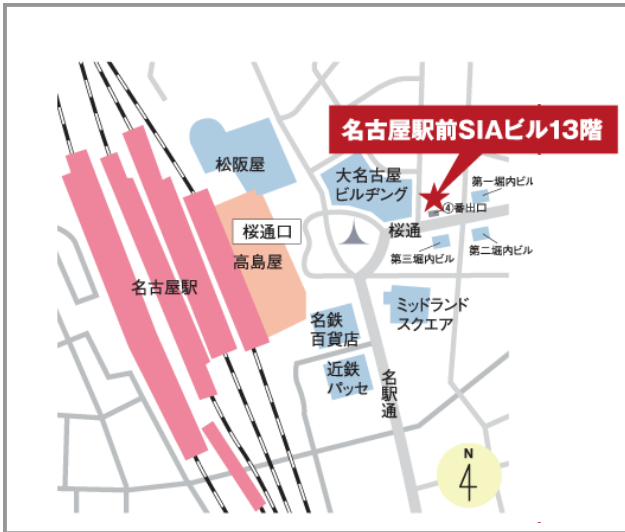 名古屋駅前SIAビル13階
松阪屋
大名古屋
ビルヂング
第一堀内ビル
④番出口
桜通口
桜通
高島屋
第三堀内ビル
第二堀内ビル
名古屋駅
ミッドランド
スクエア
名鉄
百貨店
近鉄
パッセ
名駅通
N